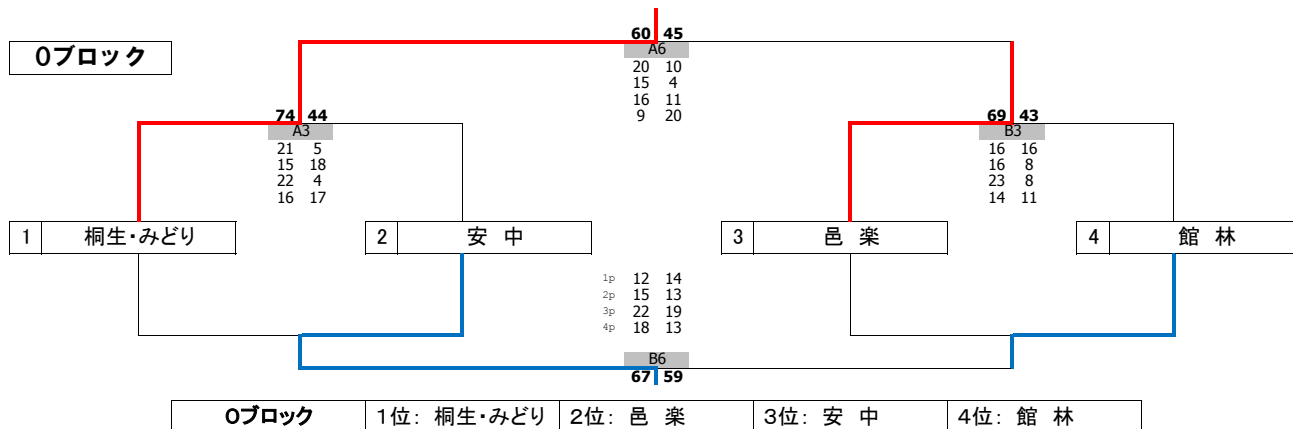 60 45
Oブロック
A6
20 10
15 4
16 11
9 20
74 44
A3
21 5
15 18
22 4
16 17
69 43
B3
16 16
16 8
23 8
14 11
1 桐生・みどり
2 安 中
3 邑 楽
4 館 林
1p 12 14
2p 15 13
3p 22 19
4p 18 13
B6
67 59
Oブロック 1位: 桐生・みどり 2位: 邑 楽 3位: 安 中 4位: 館 林